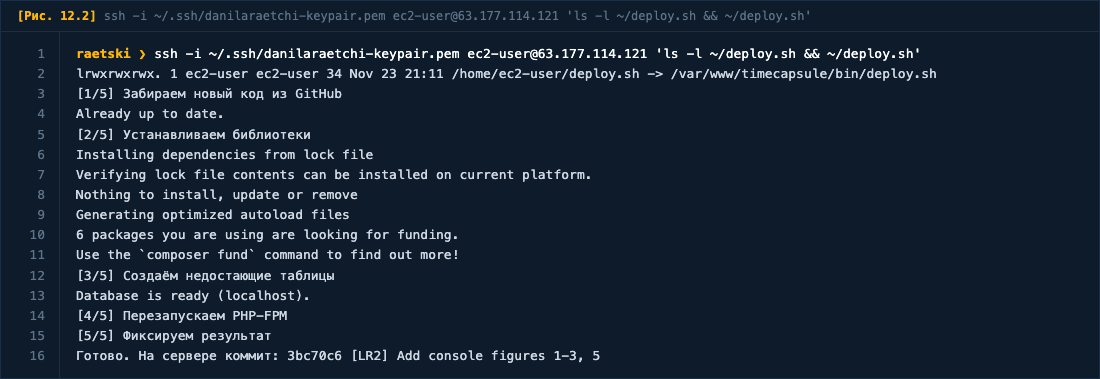 [Рис. 12.2] ssh -i ~/.ssh/danilaraetchi-keypair.pem ec2-user@63.177.114.121 'ls -l ~/deploy.sh && ~/deploy.sh'
1 raetski ❯ ssh -i ~/.ssh/danilaraetchi-keypair.pem ec2-user@63.177.114.121 'ls -l ~/deploy.sh && ~/deploy.sh'
2 lrwxrwxrwx. 1 ec2-user ec2-user 34 Nov 23 21:11 /home/ec2-user/deploy.sh -> /var/www/timecapsule/bin/deploy.sh
3 [1/5] Забираем новый код из GitHub
4 Already up to date.
5 [2/5] Устанавливаем библиотеки
6 Installing dependencies from lock file
7 Verifying lock file contents can be installed on current platform.
8 Nothing to install, update or remove
9 Generating optimized autoload files
10 6 packages you are using are looking for funding.
11 Use the `composer fund` command to find out more!
12 [3/5] Создаём недостающие таблицы
13 Database is ready (localhost).
14 [4/5] Перезапускаем PHP-FPM
15 [5/5] Фиксируем результат
16 Готово. На сервере коммит: 3bc70c6 [LR2] Add console figures 1–3, 5